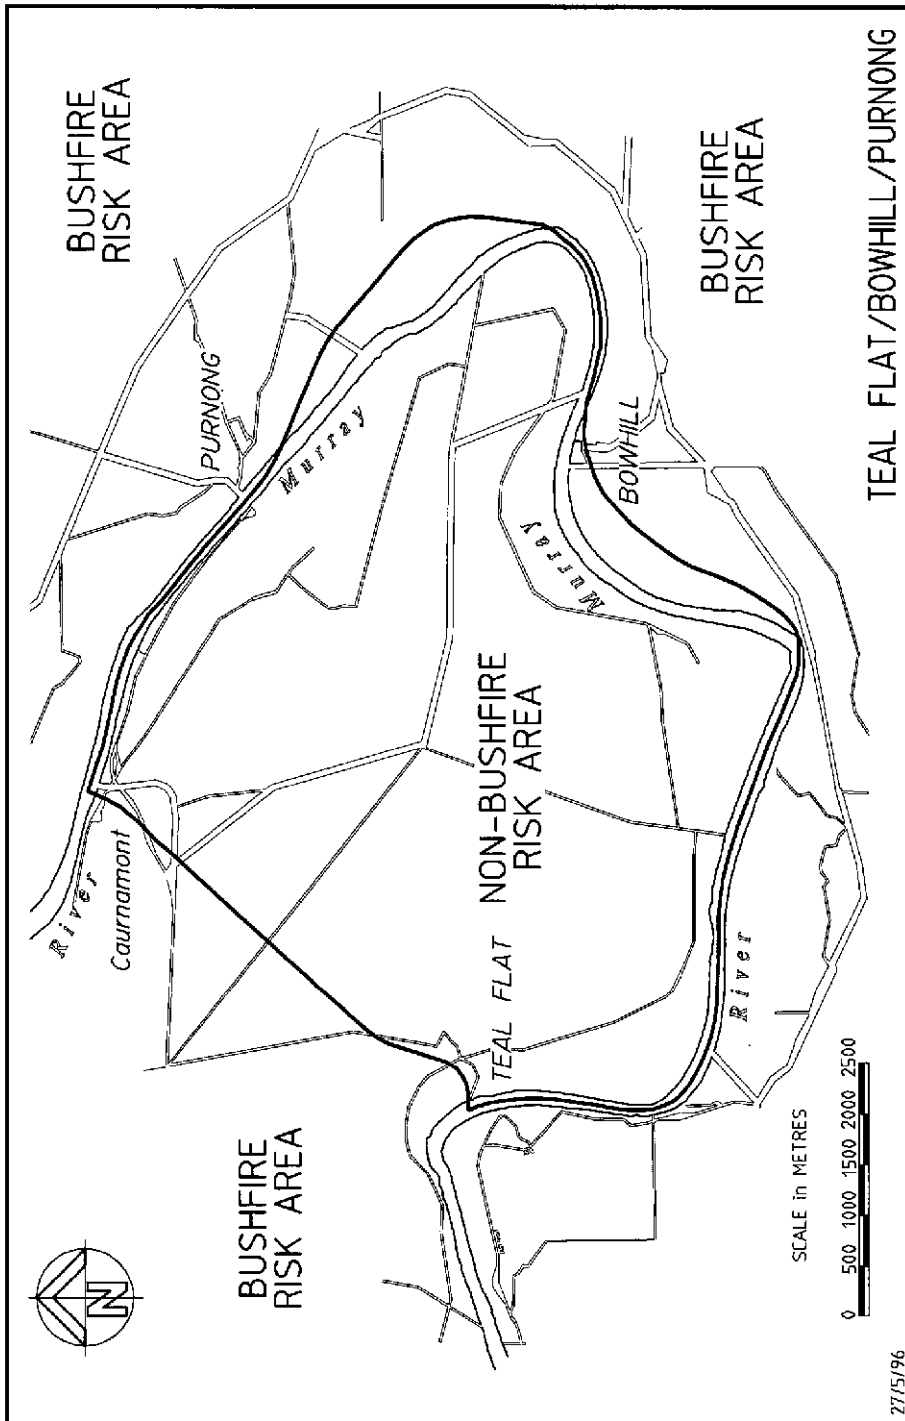 BUSHFIRE
RISK AREA
PURNONG
Murray
BUSHFIRE
RISK AREA
River
Caurnamont
Murray
BOWHILL
NON-BUSHFIRE
RISK AREA
TEAL FLAT
River
BUSHFIRE
RISK AREA
N
SCALE in METRES
0 500 1000 1500 2000 2500
TEAL FLAT/BOWHILL/PURNONG
27/5/96